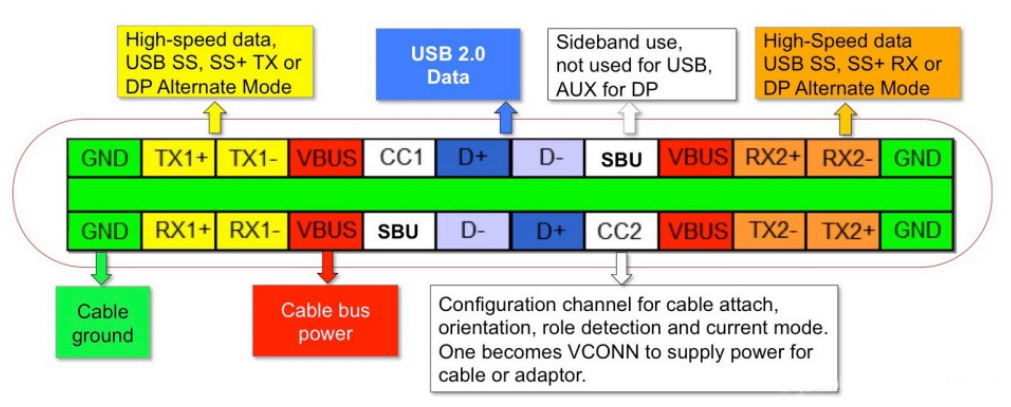 High-speed data,
USB SS, SS+ TX or
DP Alternate Mode
USB 2.0
Data
Sideband use,
not used for USB,
AUX for DP
High-Speed data
USB SS, SS+ RX or
DP Alternate Mode
GND TX1+ TX1- VBUS CC1 D+ D- SBU VBUS RX2+ RX2- GND
GND RX1+ RX1- VBUS SBU D- D+ CC2 VBUS TX2- TX2+ GND
Cable
ground
Cable bus
power
Configuration channel for cable attach,
orientation, role detection and current mode.
One becomes VCONN to supply power for
cable or adaptor.